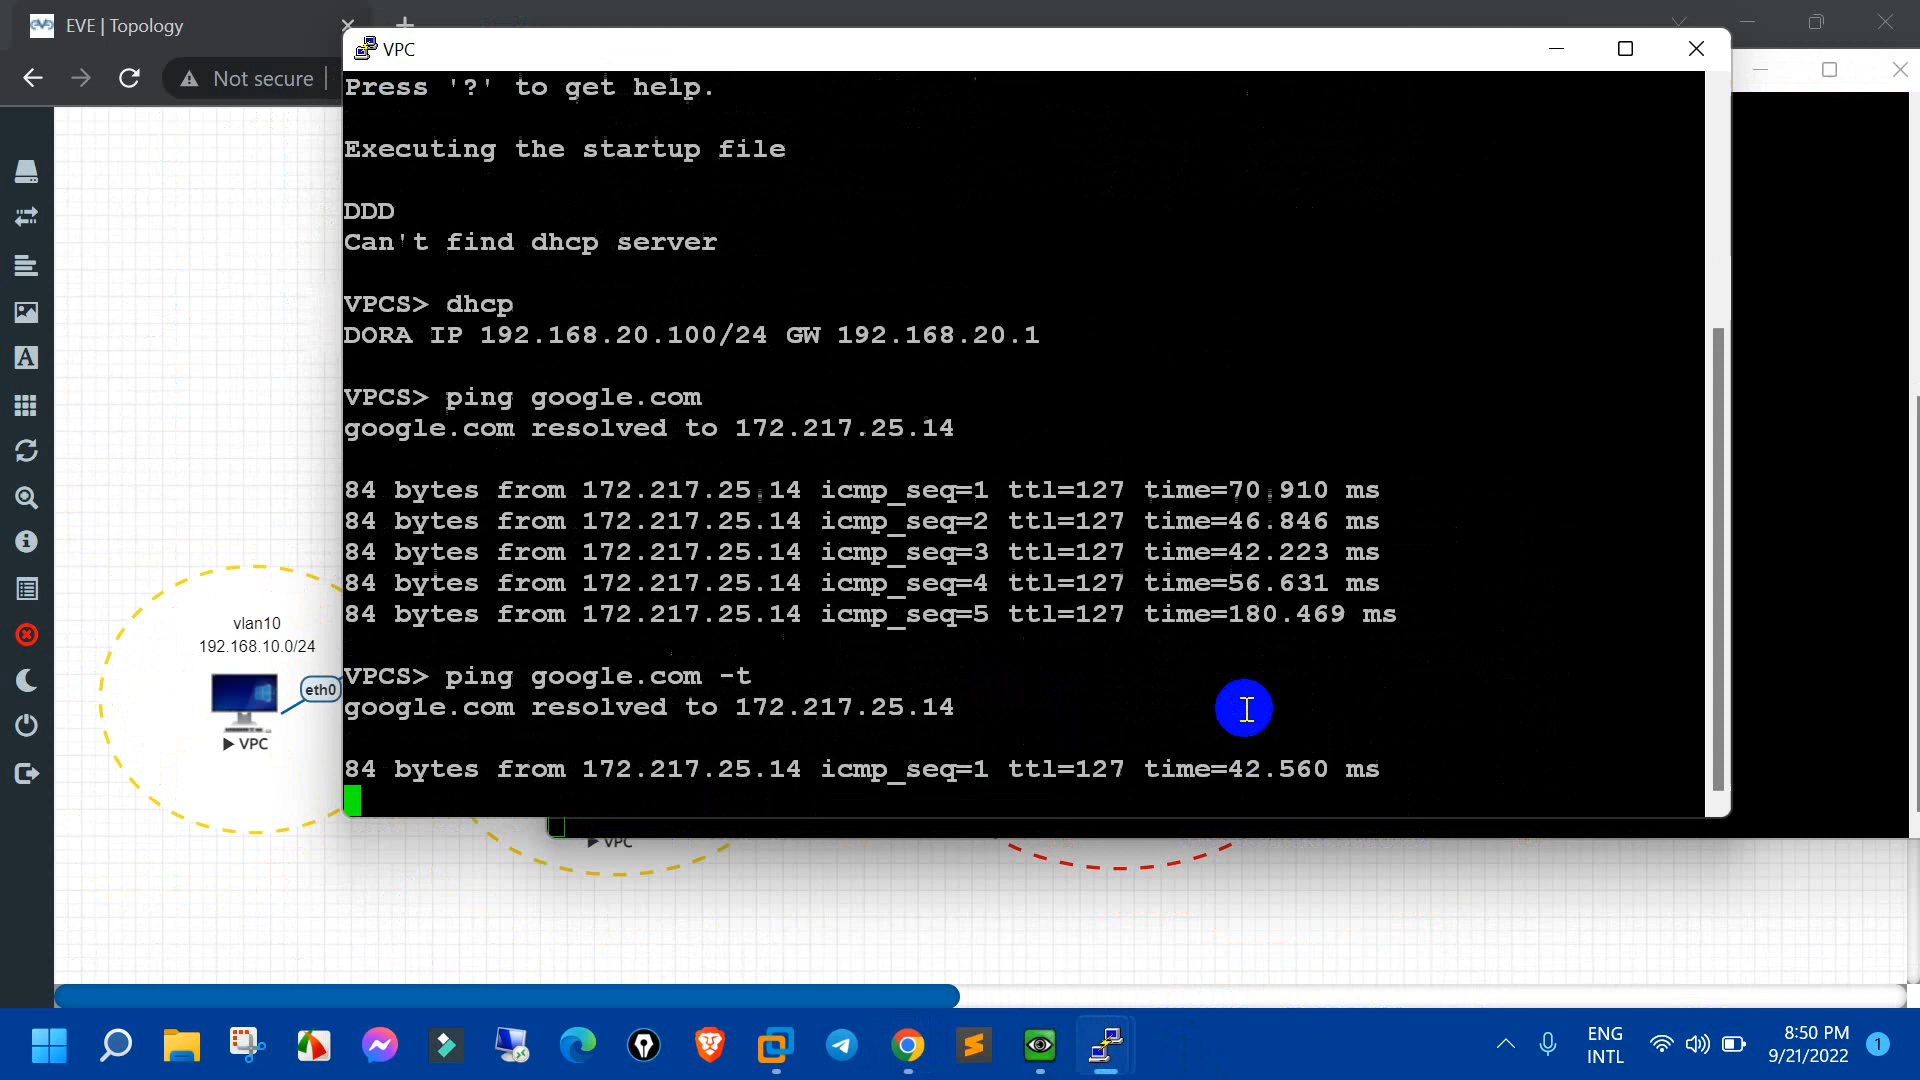 EVE | Topology
Not secure
VPC
Press '?' to get help.
Executing the startup file
DDD
Can't find dhcp server
VPCS> dhcp
DORA IP 192.168.20.100/24 GW 192.168.20.1
VPCS> ping google.com
google.com resolved to 172.217.25.14
84 bytes from 172.217.25.14 icmp_seq=1 ttl=127 time=70.910 ms
84 bytes from 172.217.25.14 icmp_seq=2 ttl=127 time=46.846 ms
84 bytes from 172.217.25.14 icmp_seq=3 ttl=127 time=42.223 ms
84 bytes from 172.217.25.14 icmp_seq=4 ttl=127 time=56.631 ms
84 bytes from 172.217.25.14 icmp_seq=5 ttl=127 time=180.469 ms
VPCS> ping google.com -t
google.com resolved to 172.217.25.14
84 bytes from 172.217.25.14 icmp_seq=1 ttl=127 time=42.560 ms
vlan10
192.168.10.0/24
eth0
VPC
VPC
ENG
INTL
8:50 PM
9/21/2022
1